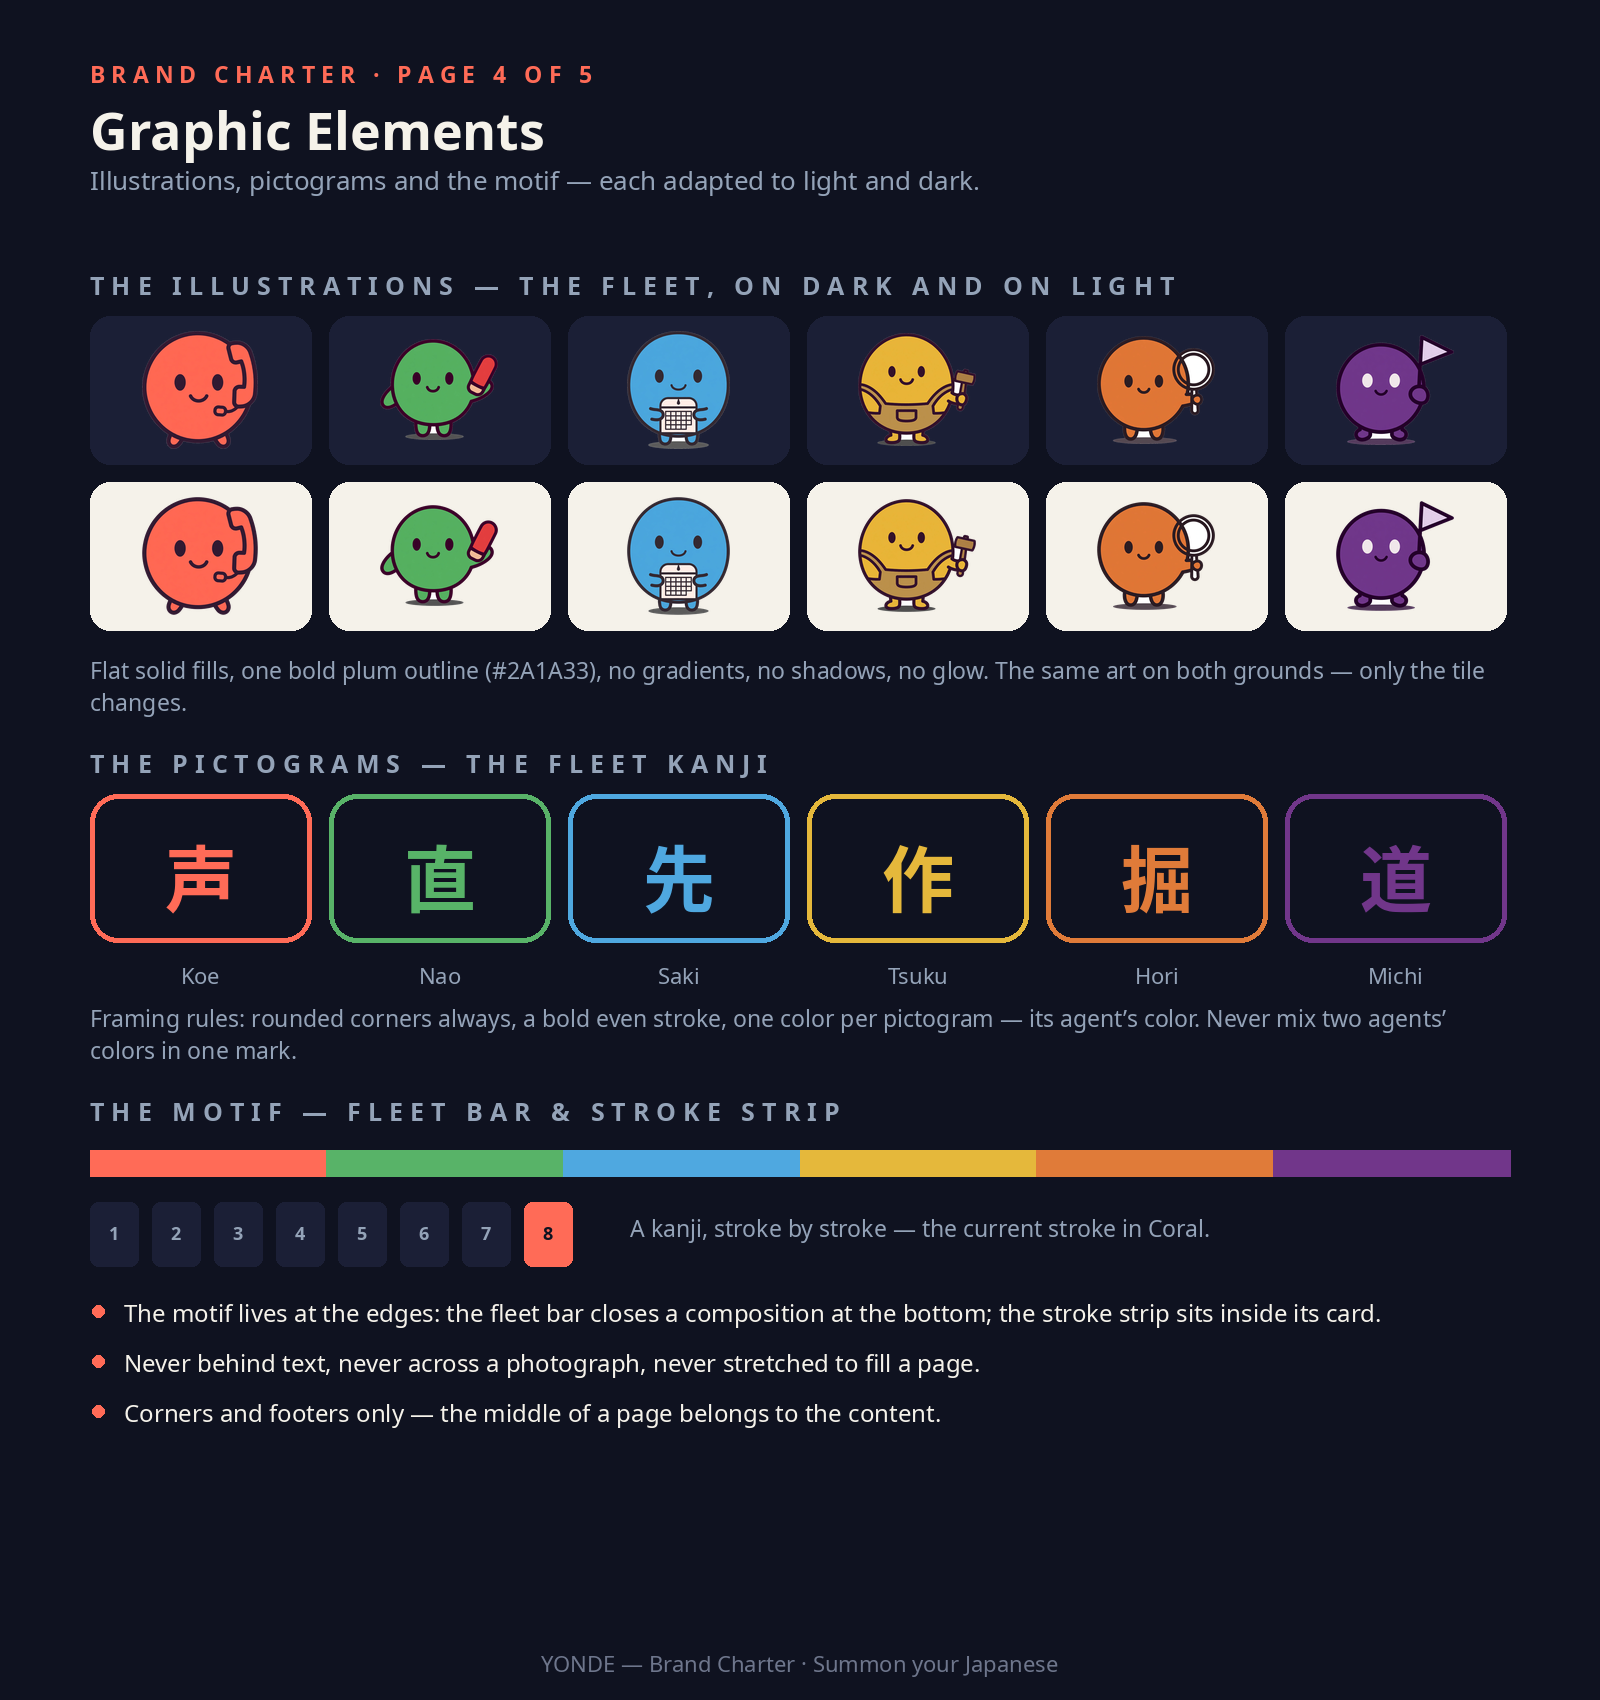 BRAND CHARTER · PAGE 4 OF 5
Graphic Elements
Illustrations, pictograms and the motif — each adapted to light and dark.
THE ILLUSTRATIONS — THE FLEET, ON DARK AND ON LIGHT
Flat solid fills, one bold plum outline (#2A1A33), no gradients, no shadows, no glow. The same art on both grounds — only the tile
changes.
THE PICTOGRAMS — THE FLEET KANJI
声 直 先 作 掘 道
Koe Nao Saki Tsuku Hori Michi
Framing rules: rounded corners always, a bold even stroke, one color per pictogram — its agent’s color. Never mix two agents’
colors in one mark.
THE MOTIF — FLEET BAR & STROKE STRIP
1 2 3 4 5 6 7 8 A kanji, stroke by stroke — the current stroke in Coral.
The motif lives at the edges: the fleet bar closes a composition at the bottom; the stroke strip sits inside its card.
Never behind text, never across a photograph, never stretched to fill a page.
Corners and footers only — the middle of a page belongs to the content.
YONDE — Brand Charter · Summon your Japanese